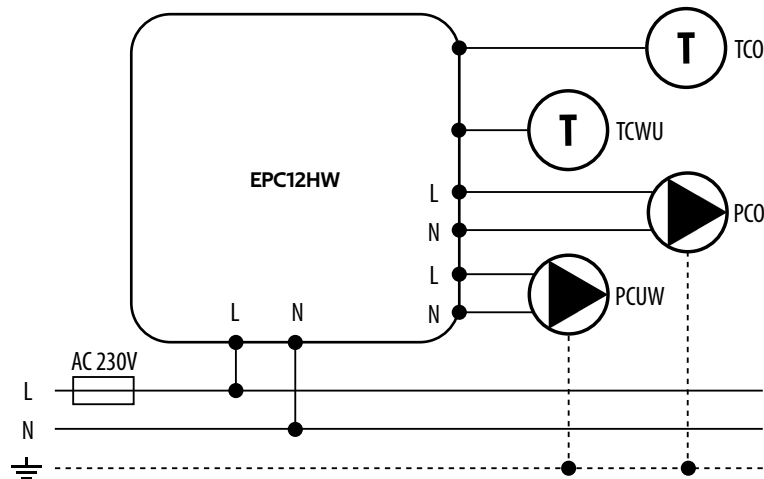 T TCO
T TCWU
EPC12HW
L
N PCO
L
N PCUW
L N
AC 230V
L
N